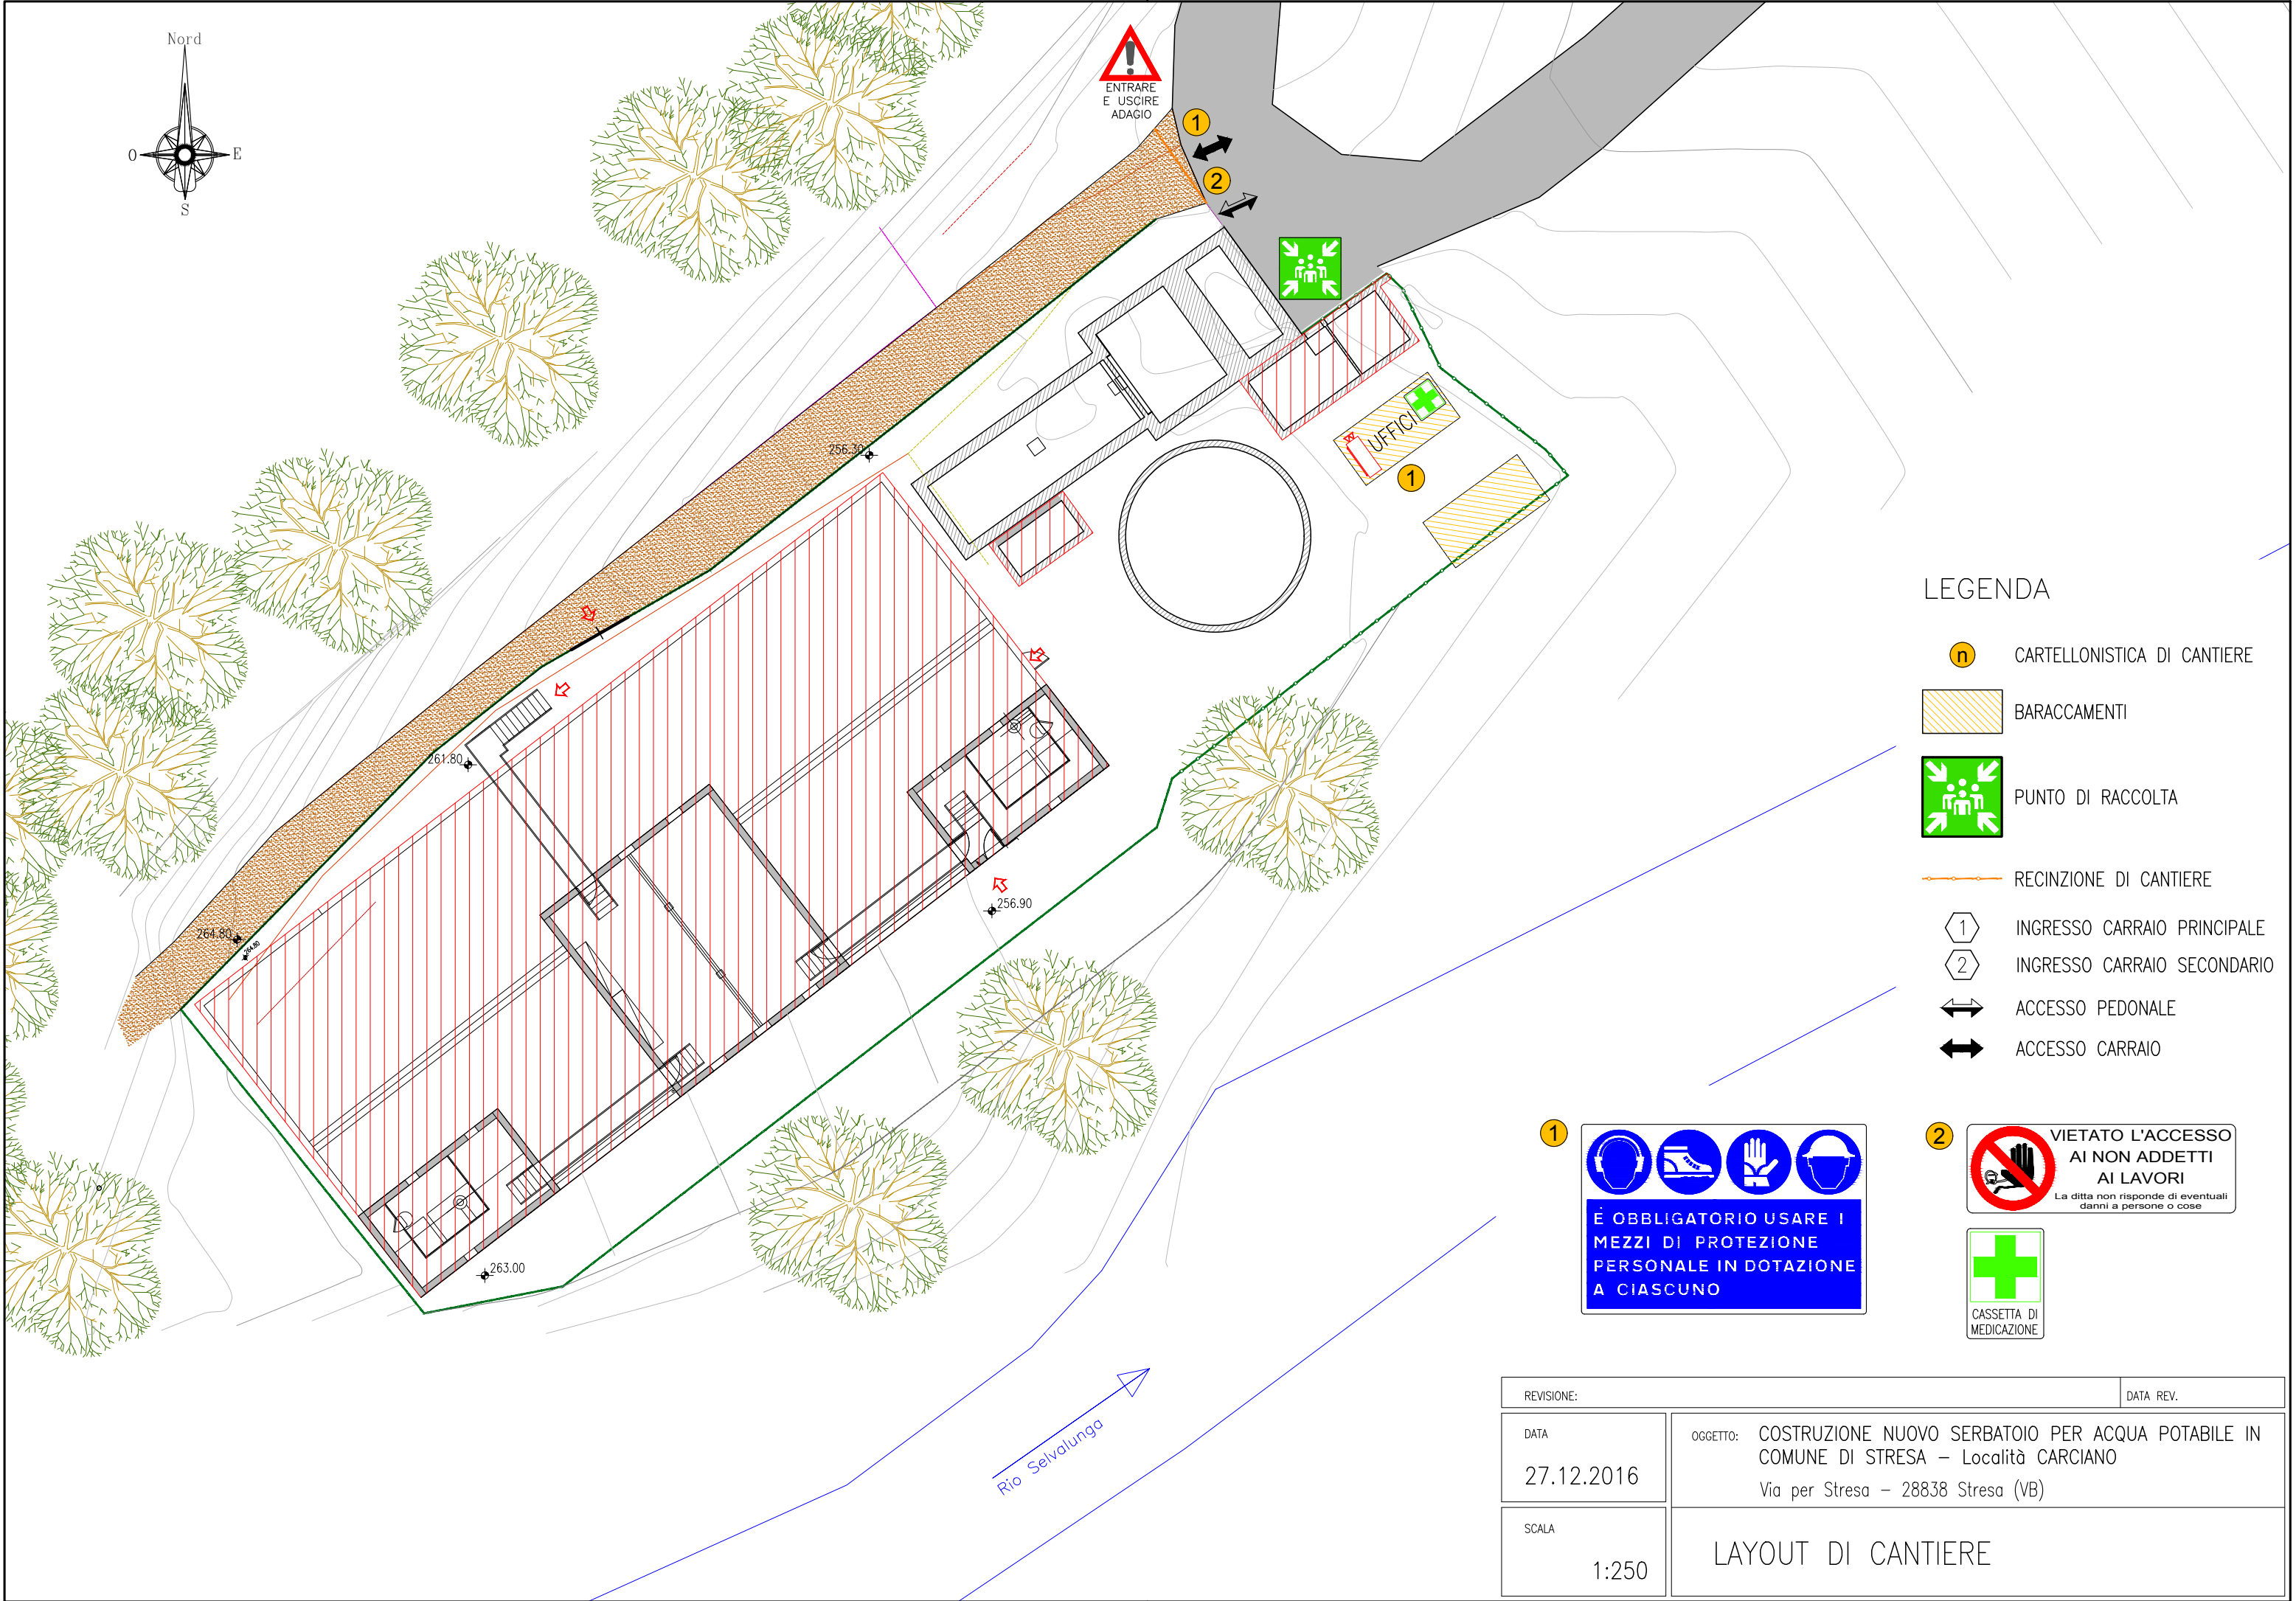 Nord
O
E
S
ENTRARE
E USCIRE
ADAGIO
1
2
256.30
UFFICI
1
261.80
264.80
264.80
256.90
263.00
Rio Selvalunga
LEGENDA
n CARTELLONISTICA DI CANTIERE
BARACCAMENTI
PUNTO DI RACCOLTA
RECINZIONE DI CANTIERE
1 INGRESSO CARRAIO PRINCIPALE
2 INGRESSO CARRAIO SECONDARIO
ACCESSO PEDONALE
ACCESSO CARRAIO
1
È OBBLIGATORIO USARE I
MEZZI DI PROTEZIONE
PERSONALE IN DOTAZIONE
A CIASCUNO
2
VIETATO L'ACCESSO
AI NON ADDETTI
AI LAVORI
La ditta non risponde di eventuali
danni a persone o cose
CASSETTA DI
MEDICAZIONE
REVISIONE:
DATA REV.
DATA
27.12.2016
OGGETTO: COSTRUZIONE NUOVO SERBATOIO PER ACQUA POTABILE IN
COMUNE DI STRESA – Località CARCIANO
Via per Stresa – 28838 Stresa (VB)
SCALA
1:250
LAYOUT DI CANTIERE